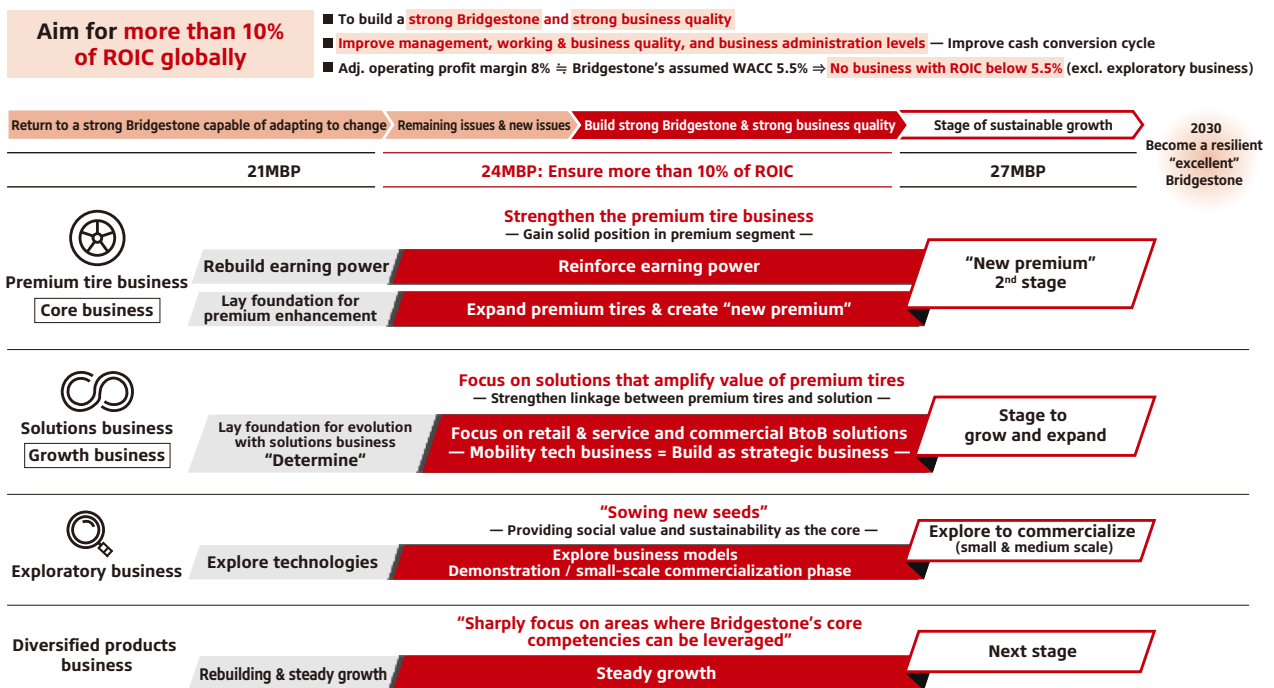 Aim for more than 10%
of ROIC globally
■ To build a strong Bridgestone and strong business quality
■ Improve management, working & business quality, and business administration levels — Improve cash conversion cycle
■ Adj. operating profit margin 8% ≒ Bridgestone's assumed WACC 5.5% ⇒ No business with ROIC below 5.5% (excl. exploratory business)
Return to a strong Bridgestone capable of adapting to change
Remaining issues & new issues
Build strong Bridgestone & strong business quality
Stage of sustainable growth
2030
Become a resilient
“excellent”
Bridgestone
21MBP
24MBP: Ensure more than 10% of ROIC
27MBP
Premium tire business
Core business
Strengthen the premium tire business
— Gain solid position in premium segment —
Rebuild earning power
Reinforce earning power
Lay foundation for
premium enhancement
Expand premium tires & create “new premium”
“New premium”
2nd stage
Solutions business
Growth business
Focus on solutions that amplify value of premium tires
— Strengthen linkage between premium tires and solution —
Lay foundation for evolution
with solutions business
“Determine“
Focus on retail & service and commercial BtoB solutions
— Mobility tech business = Build as strategic business —
Stage to
grow and expand
Exploratory business
“Sowing new seeds”
— Providing social value and sustainability as the core —
Explore technologies
Explore business models
Demonstration / small-scale commercialization phase
Explore to commercialize
(small & medium scale)
Diversified products
business
“Sharply focus on areas where Bridgestone's core
competencies can be leveraged”
Rebuilding & steady growth
Steady growth
Next stage